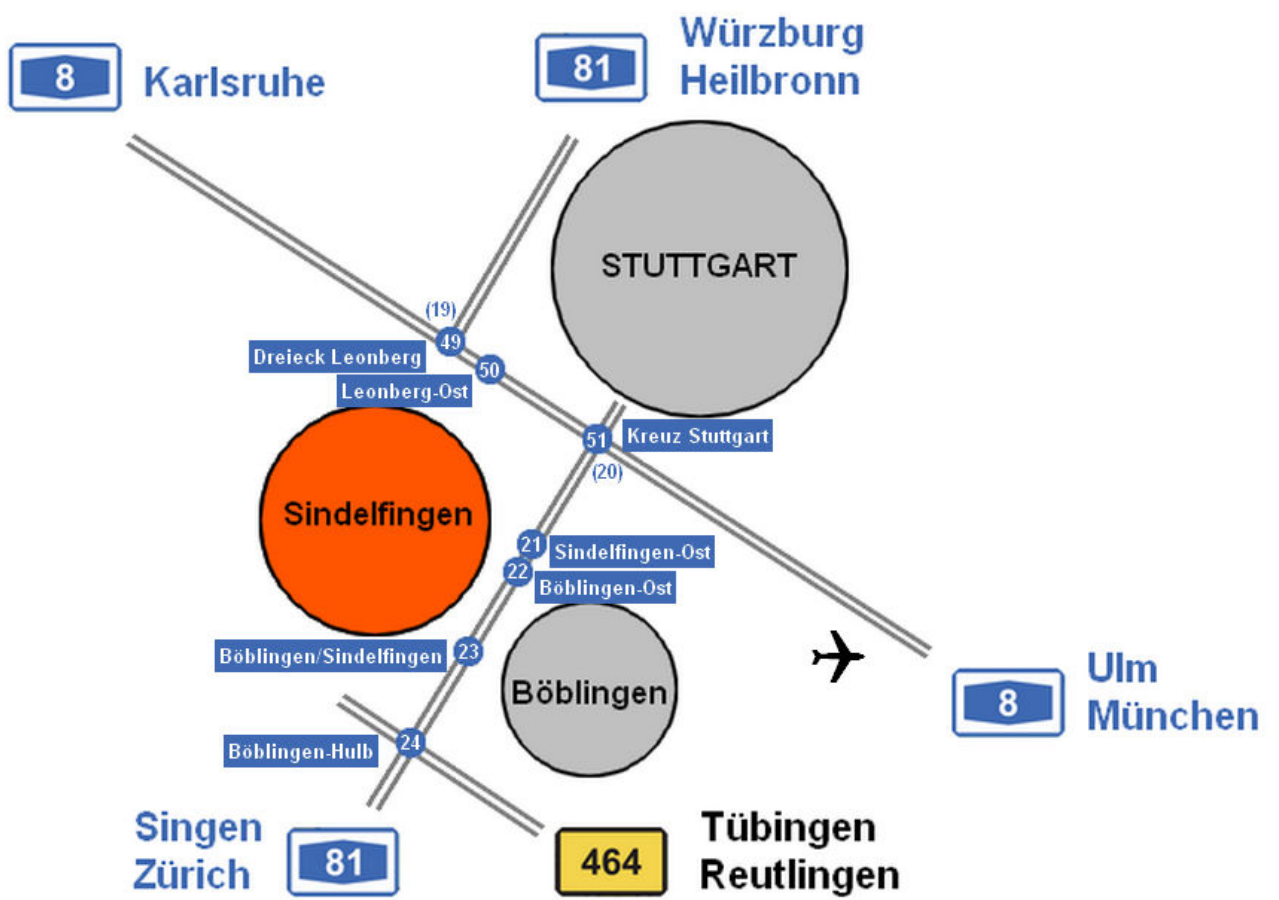 8
Karlsruhe
81
Würzburg
Heilbronn
STUTTGART
(19)
49
Dreieck Leonberg
50
Leonberg-Ost
51
Kreuz Stuttgart
(20)
Sindelfingen
21
Sindelfingen-Ost
22
Böblingen-Ost
23
Böblingen/Sindelfingen
Böblingen
8
Ulm
München
24
Böblingen-Hulb
Singen
Zürich
81
464
Tübingen
Reutlingen